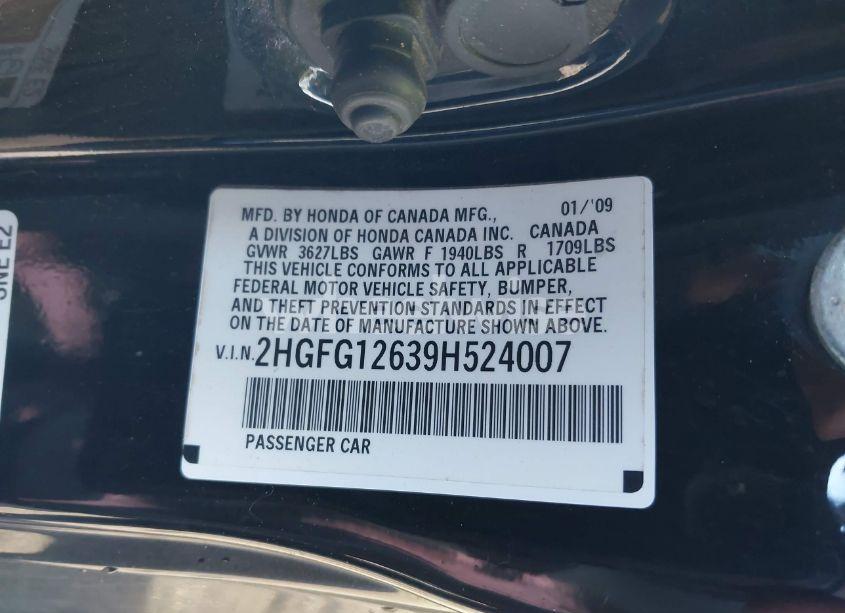 MFD. BY HONDA OF CANADA MFG., 01/'09
A DIVISION OF HONDA CANADA INC. CANADA
GVWR 3627LBS GAWR F 1940LBS R 1709LBS
THIS VEHICLE CONFORMS TO ALL APPLICABLE
FEDERAL MOTOR VEHICLE SAFETY, BUMPER,
AND THEFT PREVENTION STANDARDS IN EFFECT
ON THE DATE OF MANUFACTURE SHOWN ABOVE.
V.I.N. 2HGFG12639H524007
PASSENGER CAR